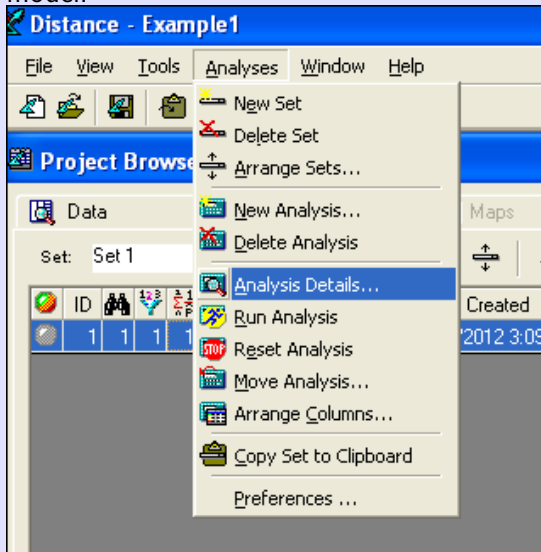 Distance - Example1
File View Tools Analyses Window Help
New Set
Delete Set
Project Browse
Arrange Sets...
Data
New Analysis...
Maps
Delete Analysis
Set: Set 1
Analysis Details...
ID
Created
Run Analysis
1 1 1 1
2012 3:09
Reset Analysis
Move Analysis...
Arrange Columns...
Copy Set to Clipboard
Preferences ...